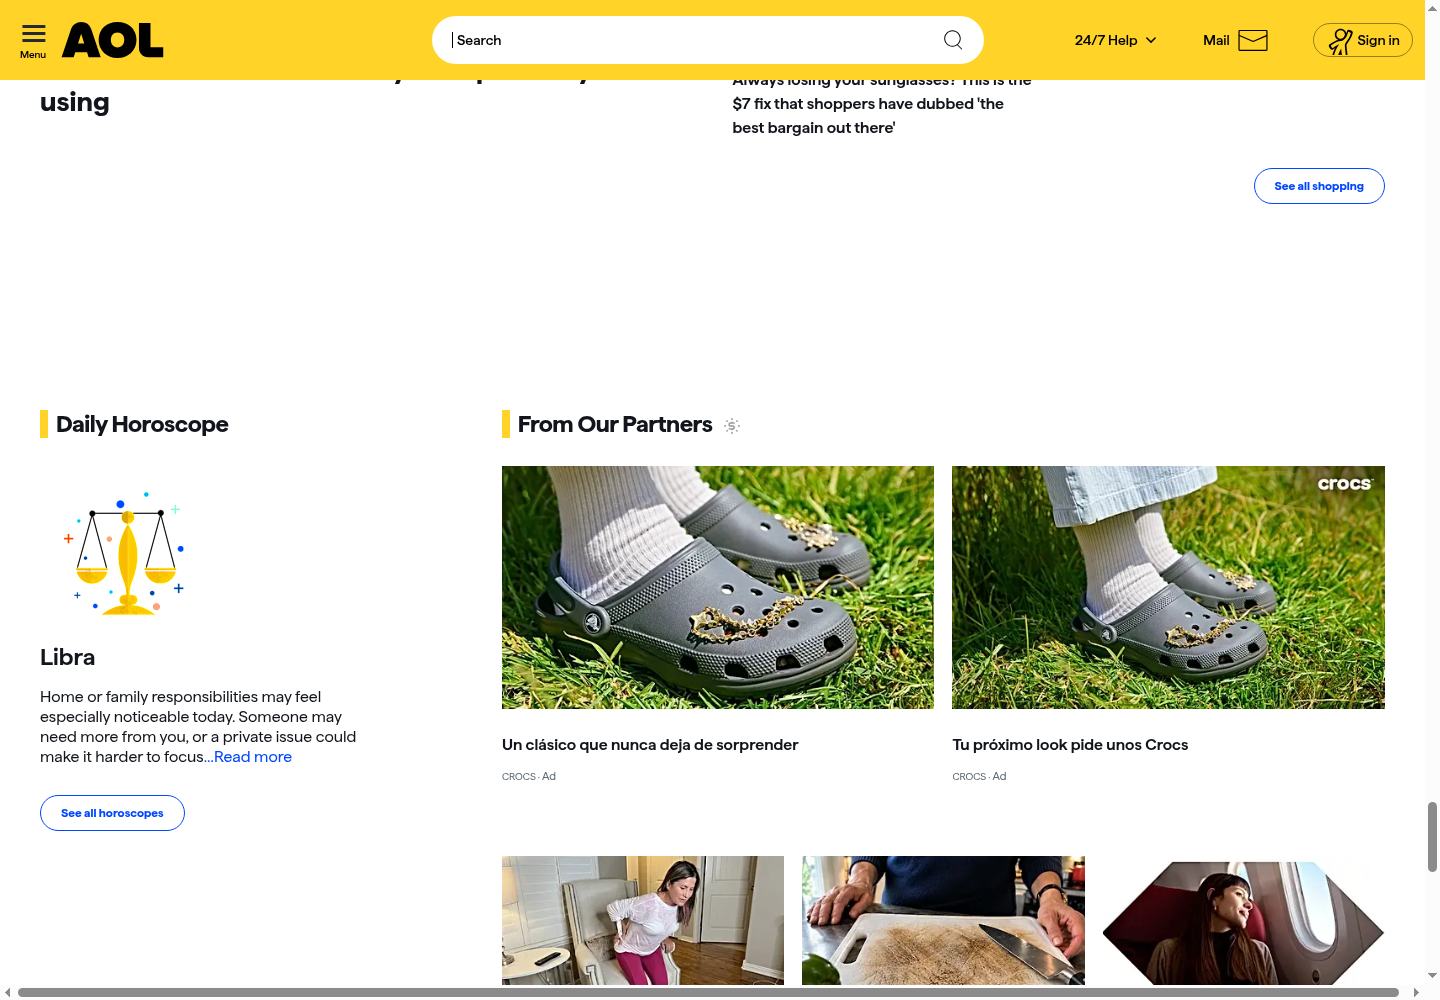 Menu
AOL
Search
24/7 Help
Mail
Sign in
using
Always losing your sunglasses? This is the
$7 fix that shoppers have dubbed 'the
best bargain out there'
See all shopping
Daily Horoscope
From Our Partners
crocs
Libra
Home or family responsibilities may feel
especially noticeable today. Someone may
need more from you, or a private issue could
make it harder to focus...Read more
See all horoscopes
Un clásico que nunca deja de sorprender
CROCS · Ad
Tu próximo look pide unos Crocs
CROCS · Ad